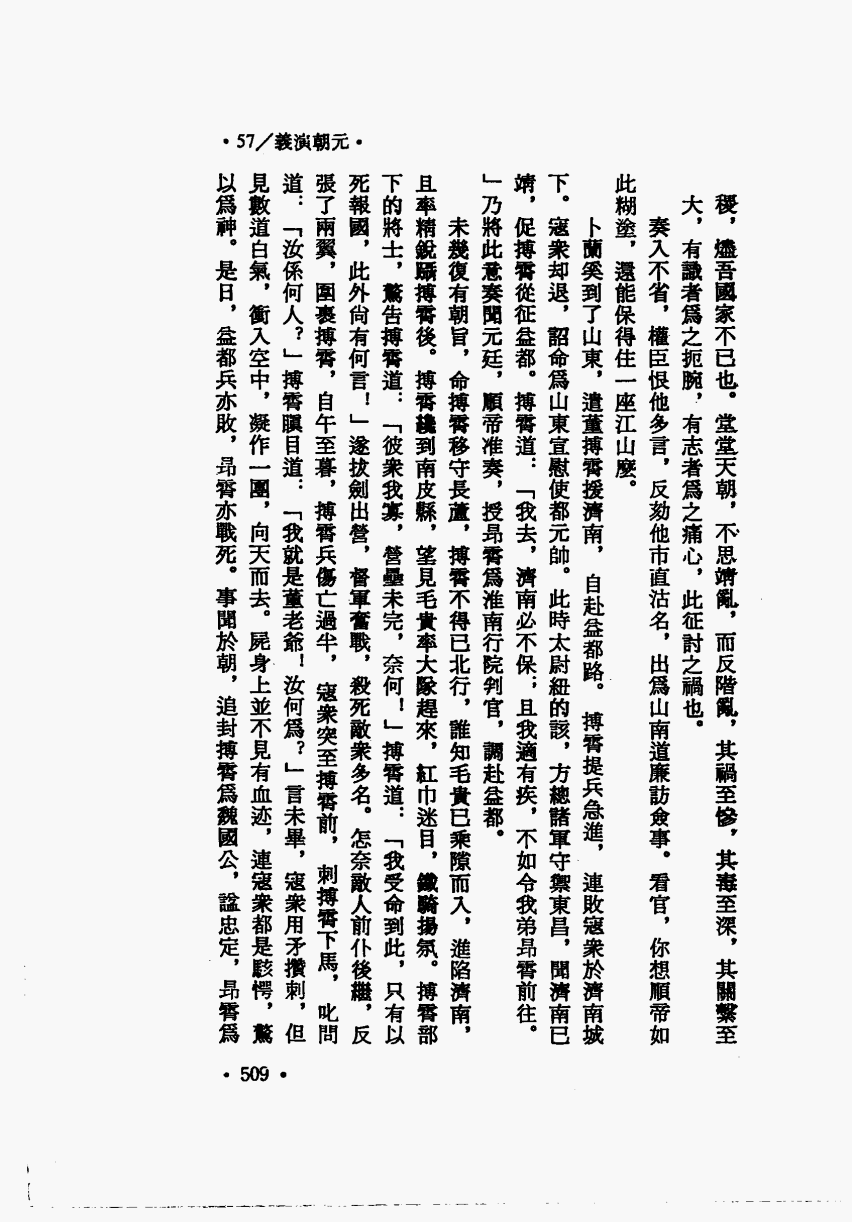 •57／義演朝元•
稷，燼吾國家不已也。堂堂天朝，不思靖亂，而反階亂，其禍至慘，其毒至深，其關繫至
大，有識者爲之扼腕，有志者爲之痛心，此征討之禍也。
奏入不省，權臣恨他多言，反劾他市直沽名，出爲山南道廉訪僉事。看官，你想順帝如
此糊塗，還能保得住一座江山麼。
卜蘭奚到了山東，遣董搏霄援濟南，自赴益都路。搏霄提兵急進，連敗寇衆於濟南城
下。寇衆却退，詔命爲山東宣慰使都元帥。此時太尉紐的該，方總諸軍守禦東昌，聞濟南已
靖，促搏霄從征益都。搏霄道：「我去，濟南必不保；且我適有疾，不如令我弟昂霄前往。
」乃將此意奏聞元廷，順帝准奏，授昂霄爲淮南行院判官，調赴益都。
未幾復有朝旨，命搏霄移守長蘆，搏霄不得已北行，誰知毛貴已乘隙而入，進陷濟南，
且率精銳躡搏霄後。搏霄纔到南皮縣，望見毛貴率大隊趕來，紅巾迷目，鐵騎揚氛。搏霄部
下的將士，驚告搏霄道：「彼衆我寡，營壘未完，奈何！」搏霄道：「我受命到此，只有以
死報國，此外尙有何言！」遂拔劍出營，督軍奮戰，殺死敵衆多名。怎奈敵人前仆後繼，反
張了兩翼，圍裹搏霄，自午至暮，搏霄兵傷亡過半，寇衆突至搏霄前，刺搏霄下馬，叱問
道：「汝係何人？」搏霄瞋目道：「我就是董老爺！汝何爲？」言未畢，寇衆用矛攢刺，但
見數道白氣，衝入空中，凝作一團，向天而去。屍身上並不見有血迹，連寇衆都是駭愕，驚
以爲神。是日，益都兵亦敗，昂霄亦戰死。事聞於朝，追封搏霄爲魏國公，諡忠定，昂霄爲
•509•